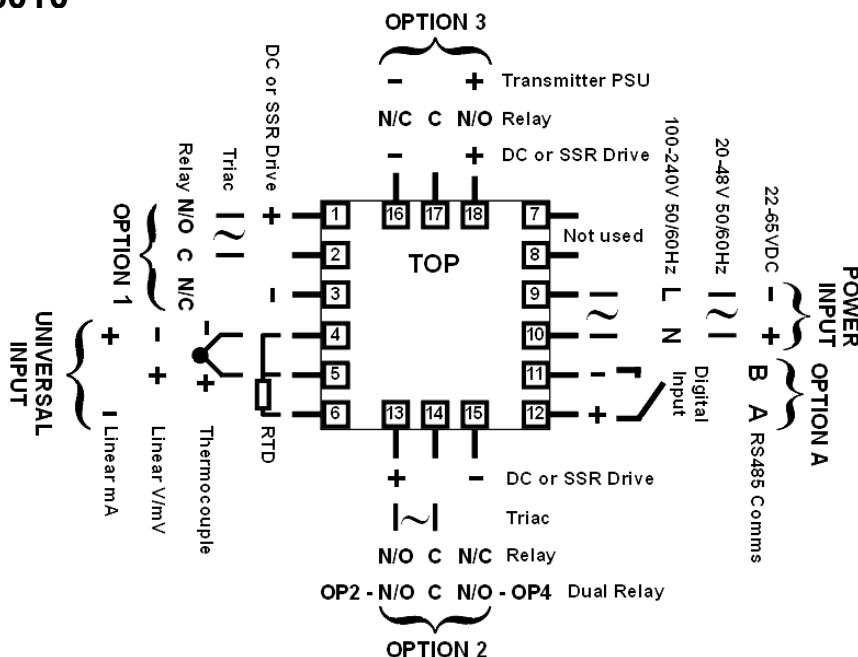 OPTION 3
- + Transmitter PSU
N/C C N/O Relay
- + DC or SSR Drive
16 17 18
TOP
1
2
3
4
5
6
7
8
9
10
11
12
13 14 15
Not used
DC or SSR Drive
+ -
Triac
~
Relay N/O C N/C
OPTION 1
UNIVERSAL
INPUT
+ - Linear mA
- + Linear V/mV
- + Thermocouple
RTD
100-240V 50/60Hz
L N
~
20-48V 50/60Hz
~
22-65VDC
- +
POWER
INPUT
OPTION A
B A RS485 Comms
Digital
Input
- +
+ - DC or SSR Drive
~ Triac
N/O C N/C Relay
OP2 - N/O C N/O - OP4 Dual Relay
OPTION 2